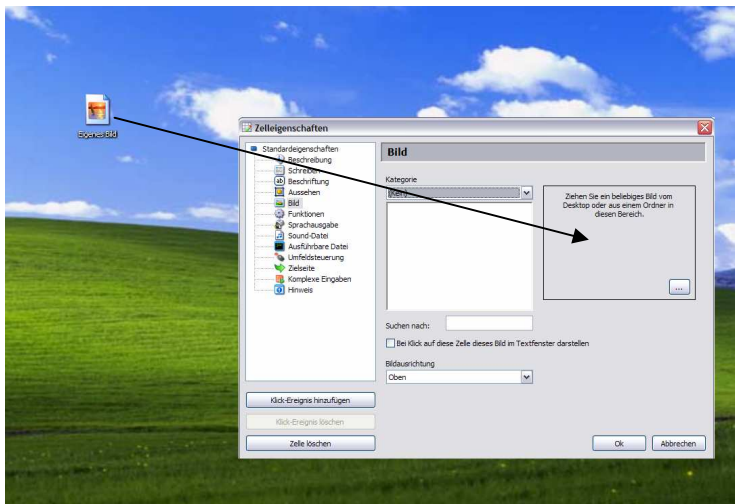 Eigenes Bild
Zelleigenschaften
Standardeigenschaften
Beschreibung
Schreiben
Beschriftung
Aussehen
Bild
Funktionen
Sprachausgabe
Sound-Datei
Ausführbare Datei
Umfeldsteuerung
Zielseite
Komplexe Eingaben
Hinweis
Klick-Ereignis hinzufügen
Klick-Ereignis löschen
Zelle löschen
Bild
Kategorie
Ziehen Sie ein beliebiges Bild vom
Desktop oder aus einem Ordner in
diesen Bereich.
...
Suchen nach:
Bei Klick auf diese Zelle dieses Bild im Textfenster darstellen
Bildausrichtung
Oben
Ok
Abbrechen